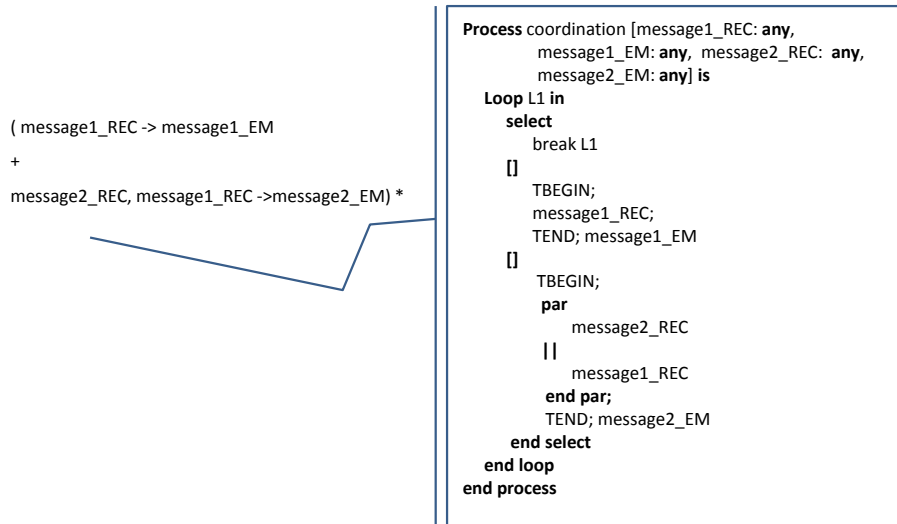 ( message1_REC -> message1_EM
+
message2_REC, message1_REC ->message2_EM) *
Process coordination [message1_REC: any,
message1_EM: any, message2_REC: any,
message2_EM: any] is
Loop L1 in
select
break L1
[]
TBEGIN;
message1_REC;
TEND; message1_EM
[]
TBEGIN;
par
message2_REC
||
message1_REC
end par;
TEND; message2_EM
end select
end loop
end process